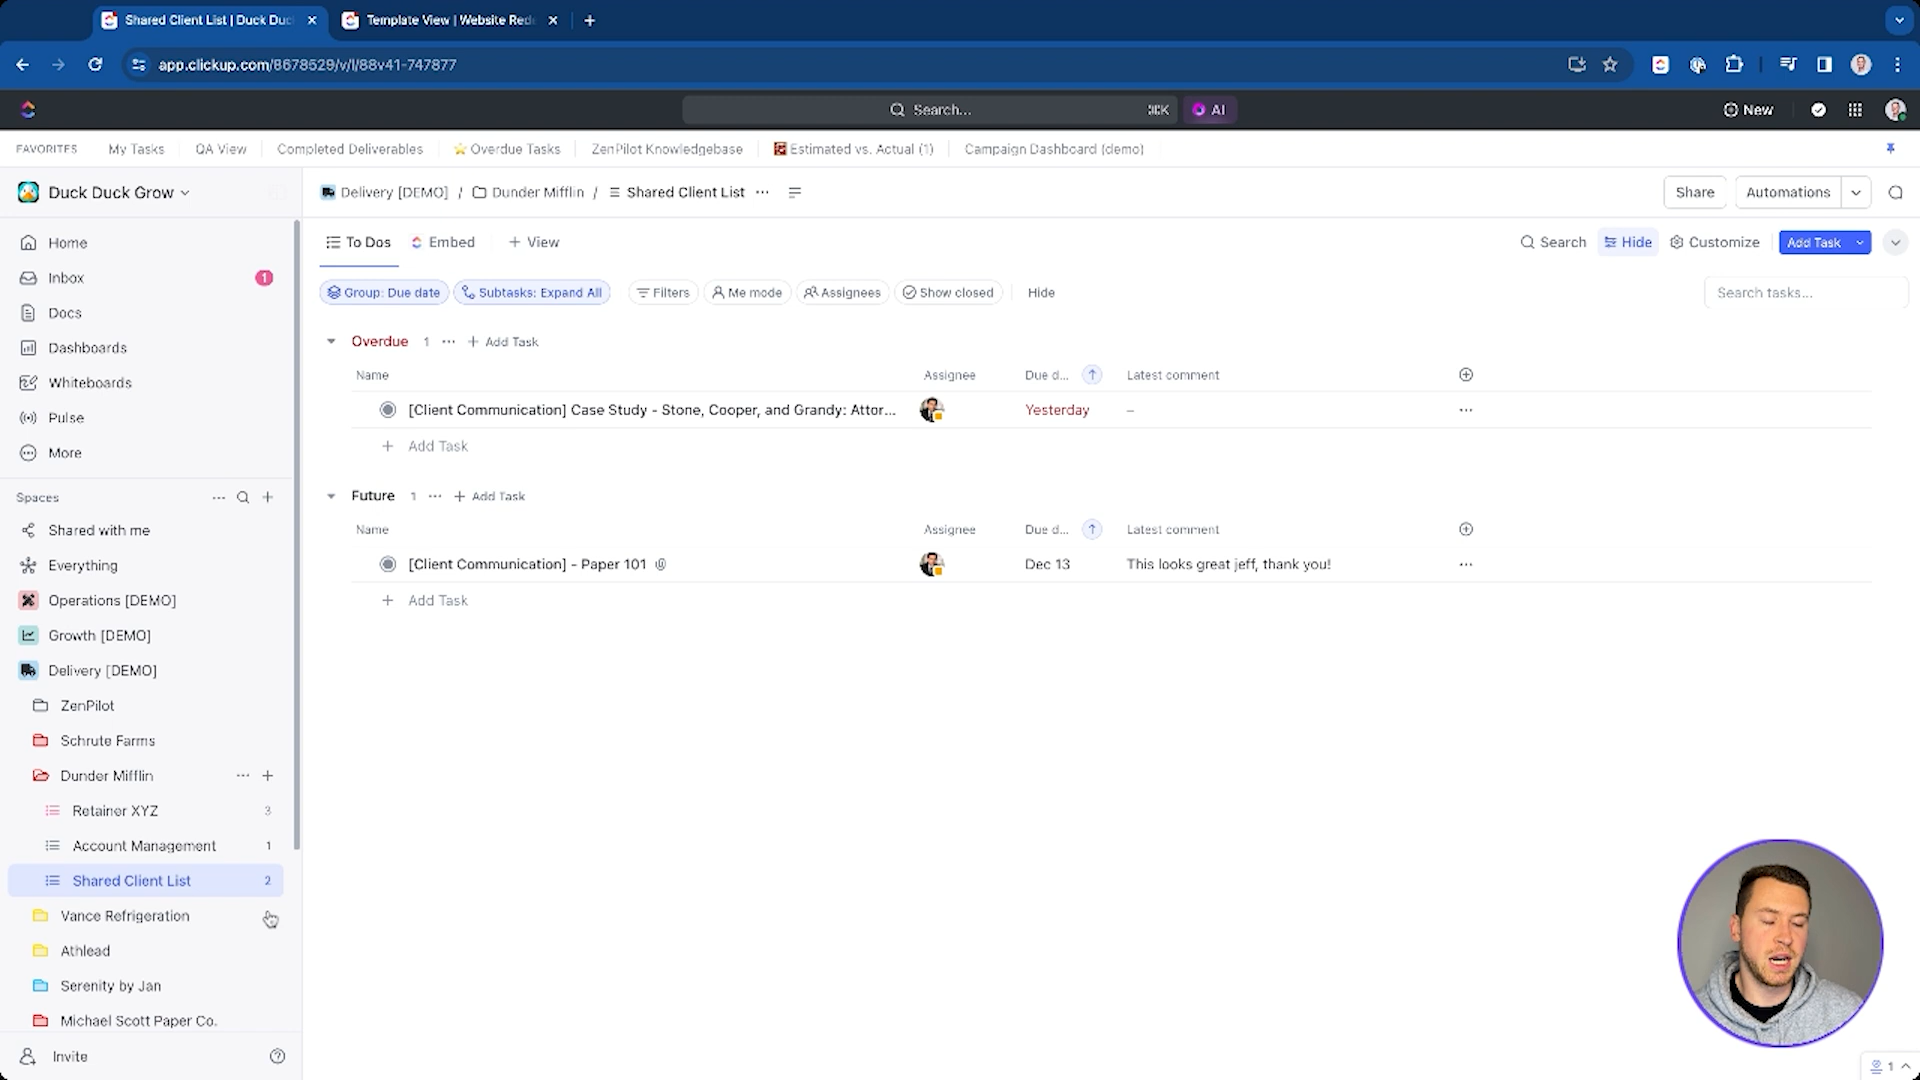 Shared Client List | Duck Duc
Template View | Website Red
app.clickup.com/8678529/v/l/88v41-747877
Search...
⌘K
AI
New
FAVORITES
My Tasks
QA View
Completed Deliverables
Overdue Tasks
ZenPilot Knowledgebase
Estimated vs. Actual (1)
Campaign Dashboard (demo)
Duck Duck Grow
Delivery [DEMO] / Dunder Mifflin / Shared Client List
Share
Automations
Home
Inbox
1
Docs
Dashboards
Whiteboards
Pulse
More
Spaces
Shared with me
Everything
Operations [DEMO]
Growth [DEMO]
Delivery [DEMO]
ZenPilot
Schrute Farms
Dunder Mifflin
Retainer XYZ 3
Account Management 1
Shared Client List 2
Vance Refrigeration
Athlead
Serenity by Jan
Michael Scott Paper Co.
Invite
To Dos
Embed
+ View
Search
Hide
Customize
Add Task
Group: Due date
Subtasks: Expand All
Filters
Me mode
Assignees
Show closed
Hide
Search tasks...
Overdue 1 ... + Add Task
Name Assignee Due d... Latest comment
[Client Communication] Case Study - Stone, Cooper, and Grandy: Attor... Yesterday –
+ Add Task
Future 1 ... + Add Task
Name Assignee Due d... Latest comment
[Client Communication] - Paper 101 Dec 13 This looks great jeff, thank you!
+ Add Task
1